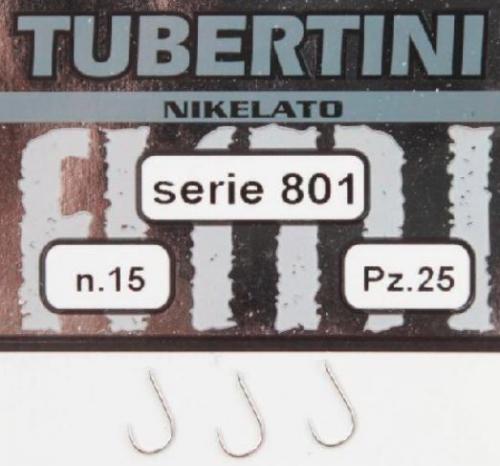 TUBERTINI
NIKELATO
serie 801
n.15
Pz.25